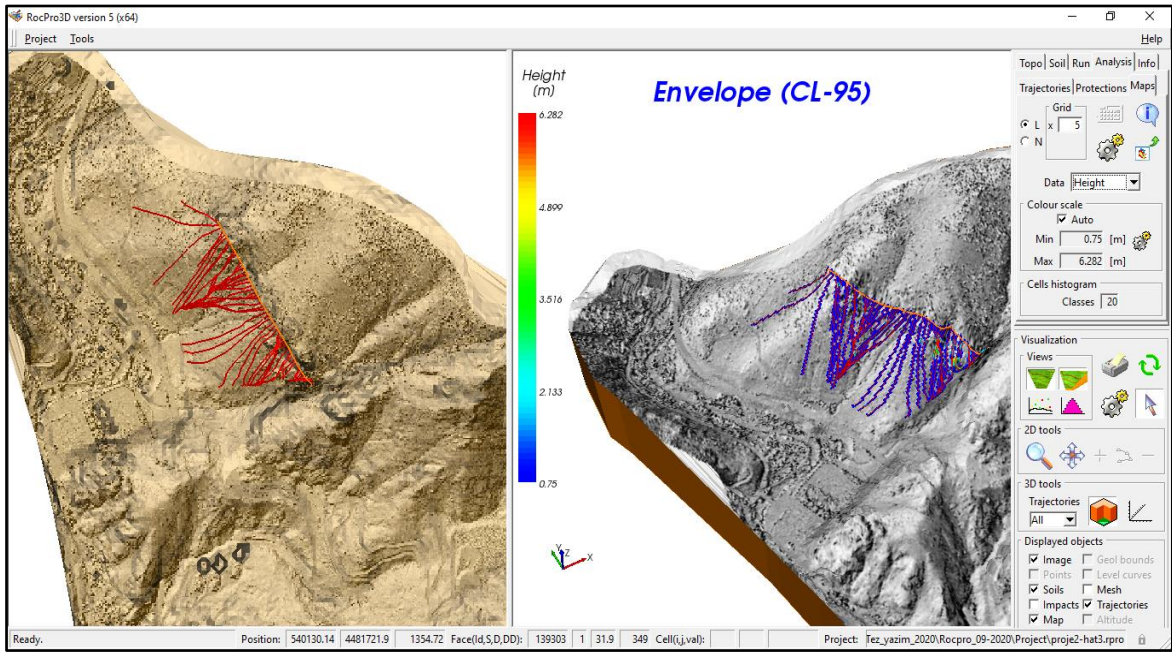 RocPro3D version 5 (x64)
Project Tools Help
Height
(m)
6.282
4.899
3.516
2.133
0.75
Envelope (CL-95)
Y Z X
Topo Soil Run Analysis Info
Trajectories Protections Maps
Grid
L x 5
N
Data Height
Colour scale
Auto
Min 0.75 [m]
Max 6.282 [m]
Cells histogram
Classes 20
Visualization
Views
2D tools
3D tools
Trajectories
All
Displayed objects
Image Geol bounds
Points Level curves
Soils Mesh
Impacts Trajectories
Map Altitude
Ready. Position: 540130.14 4481721.9 1354.72 Face(Id,S,D,DD): 139303 1 31.9 349 Cell(i,j,val): Project: Tez_yazim_2020\Rocpro_09-2020\Project\proje2-hat3.rpro